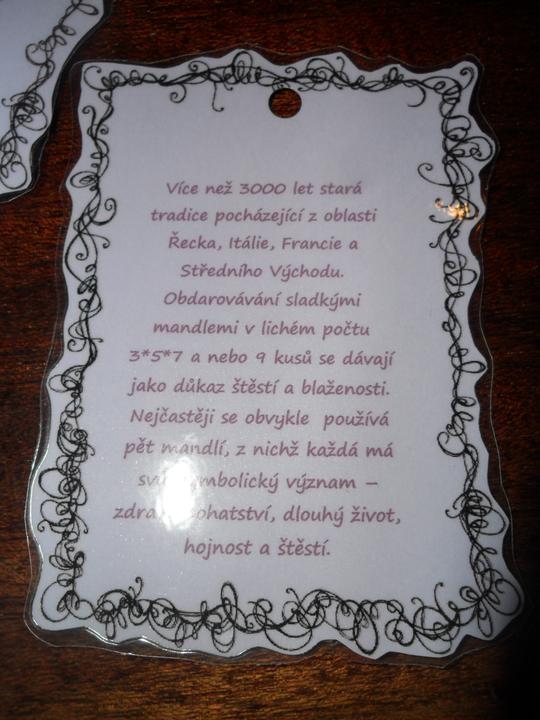 Více než 3000 let stará
tradice pocházející z oblasti
Řecka, Itálie, Francie a
Středního Východu.
Obdarovávání sladkými
mandlemi v lichém počtu
3*5*7 a nebo 9 kusů se dávají
jako důkaz štěstí a blaženosti.
Nejčastěji se obvykle používá
pět mandlí, z nichž každá má
význam –
dlouhý život,
hojnost a štěstí.